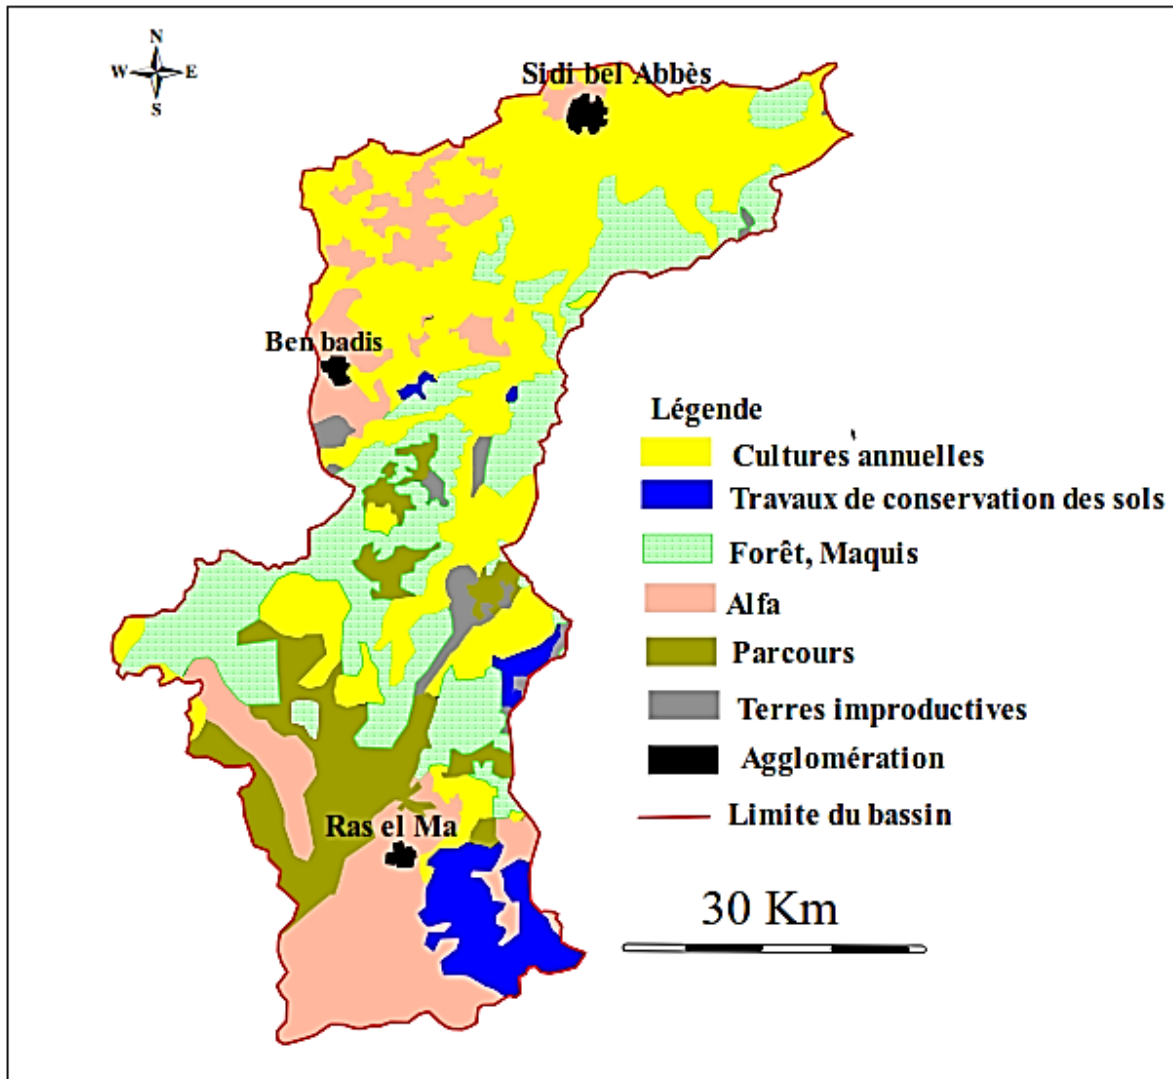 N
W E
S
Sidi bel Abbès
Ben badis
Légende
Cultures annuelles
Travaux de conservation des sols
Forêt, Maquis
Alfa
Parcours
Terres improductives
Agglomération
Limite du bassin
Ras el Ma
30 Km